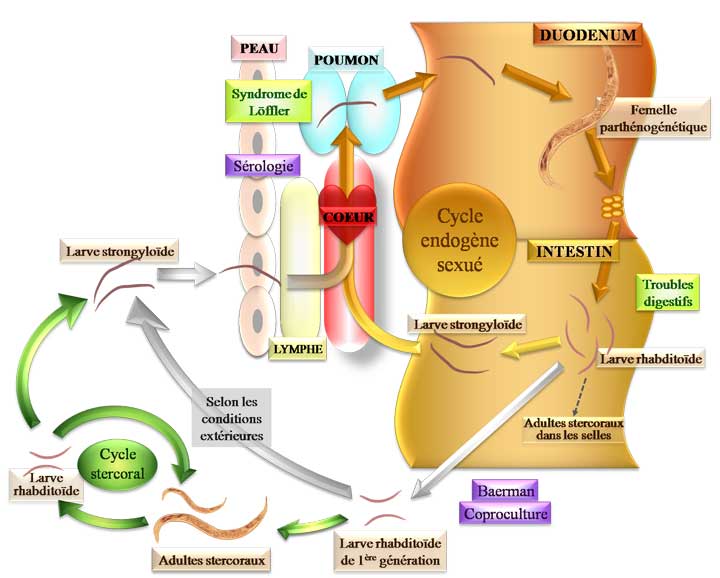 DUODENUM
PEAU
POUMON
Syndrome de
Löffler
Femelle
parthénogénétique
Sérologie
COEUR
Cycle
endogène
sexué
Larve strongyloïde
INTESTIN
Troubles
digestifs
Larve strongyloïde
LYMPHE
Larve rhabditoïde
Selon les
conditions
extérieures
Adultes stercoraux
dans les selles
Cycle
stercoral
Larve
rhabditoïde
Baerman
Coproculture
Adultes stercoraux
Larve rhabditoïde
de 1ère génération